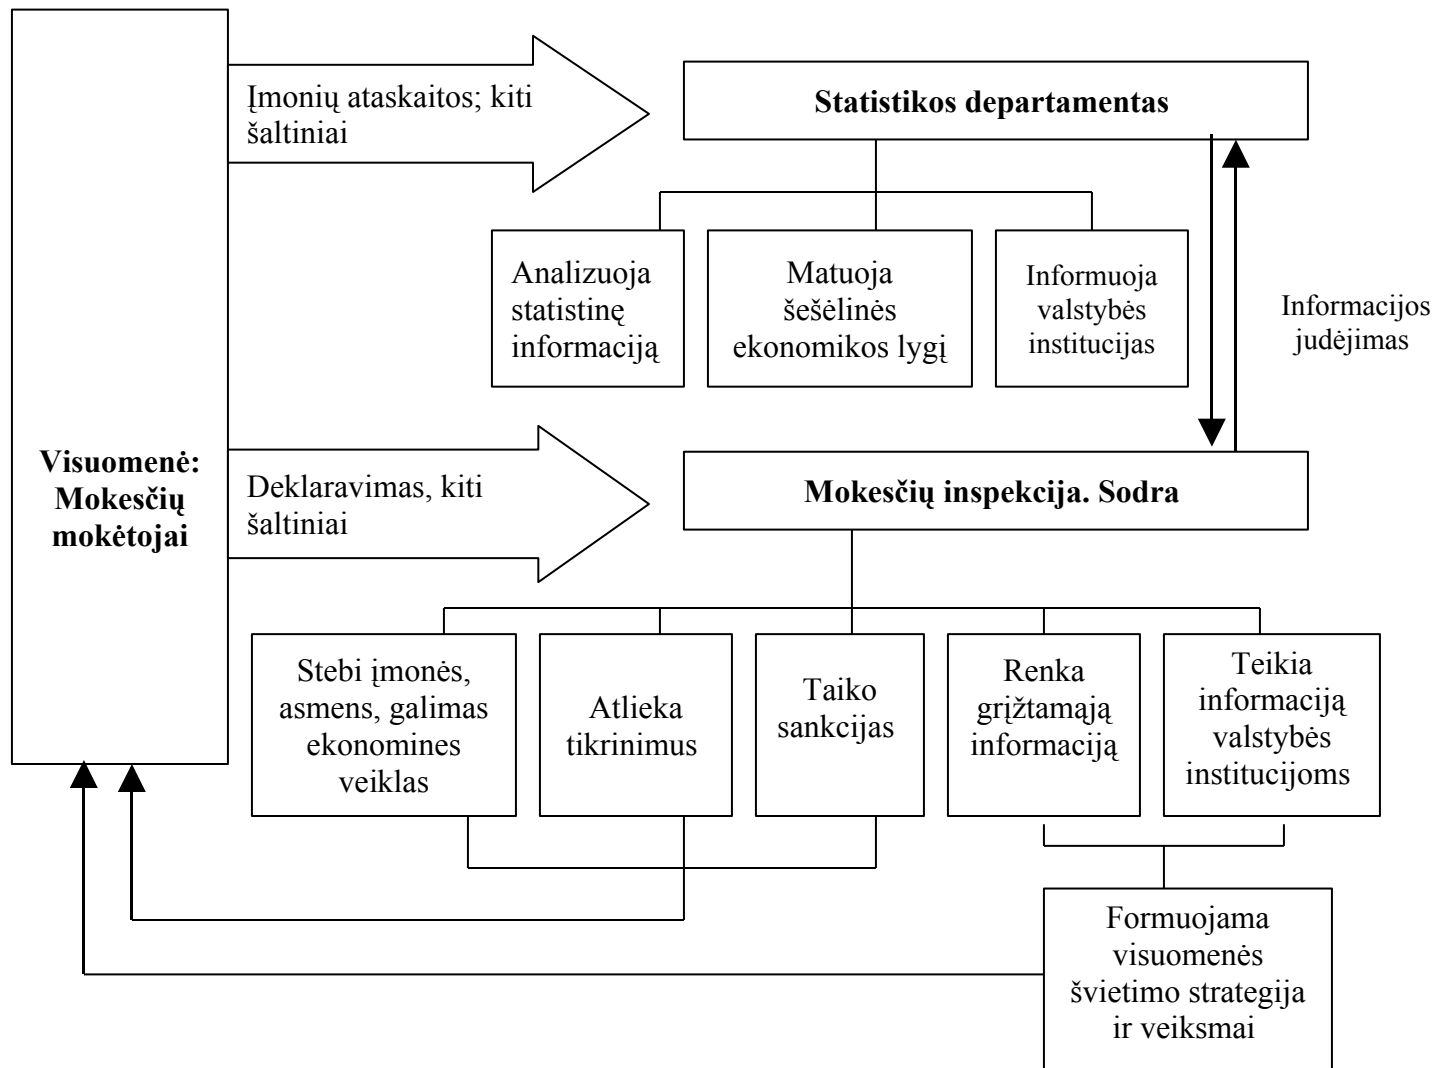 Įmonių ataskaitos; kiti
šaltiniai
Statistikos departamentas
Analizuoja
statistinę
informaciją
Matuoja
šešėlinės
ekonomikos lygį
Informuoja
valstybės
institucijas
Informacijos
judėjimas
Visuomenė:
Mokesčių
mokėtojai
Deklaravimas, kiti
šaltiniai
Mokesčių inspekcija. Sodra
Stebi įmonės,
asmens, galimas
ekonomines
veiklas
Atlieka
tikrinimus
Taiko
sankcijas
Renka
grįžtamąją
informaciją
Teikia
informaciją
valstybės
institucijoms
Formuojama
visuomenės
švietimo strategija
ir veiksmai